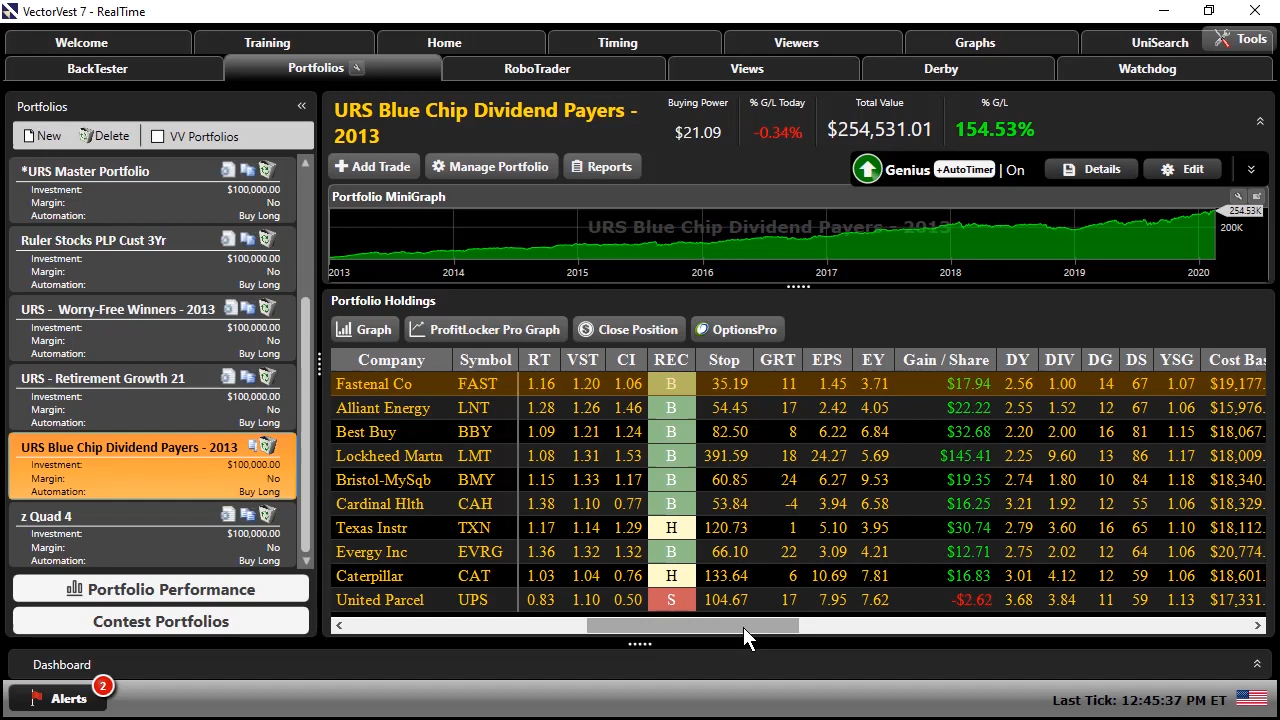 VectorVest 7 - RealTime
Welcome Training Home Timing Viewers Graphs UniSearch Tools
BackTester Portfolios RoboTrader Views Derby Watchdog
Portfolios «
New Delete VV Portfolios
*URS Master Portfolio
Investment: $100,000.00
Margin: No
Automation: Buy Long
Ruler Stocks PLP Cust 3Yr
Investment: $100,000.00
Margin: No
Automation: Buy Long
URS - Worry-Free Winners - 2013
Investment: $100,000.00
Margin: No
Automation: Buy Long
URS - Retirement Growth 21
Investment: $100,000.00
Margin: No
Automation: Buy Long
URS Blue Chip Dividend Payers - 2013
Investment: $100,000.00
Margin: No
Automation: Buy Long
z Quad 4
Investment: $100,000.00
Margin: No
Automation: Buy Long
Portfolio Performance
Contest Portfolios
URS Blue Chip Dividend Payers -
2013
Buying Power
$21.09
% G/L Today
-0.34%
Total Value
$254,531.01
% G/L
154.53%
Add Trade Manage Portfolio Reports
Genius +AutoTimer | On Details Edit
Portfolio MiniGraph
URS Blue Chip Dividend Payers - 2013
254.53K
200K
2013 2014 2015 2016 2017 2018 2019 2020
Portfolio Holdings
Graph ProfitLocker Pro Graph Close Position OptionsPro
Company Symbol RT VST CI REC Stop GRT EPS EY Gain / Share DY DIV DG DS YSG Cost Bas
Fastenal Co FAST 1.16 1.20 1.06 B 35.19 11 1.45 3.71 $17.94 2.56 1.00 14 67 1.07 $19,177.
Alliant Energy LNT 1.28 1.26 1.46 B 54.45 17 2.42 4.05 $22.22 2.55 1.52 12 67 1.06 $15,976.
Best Buy BBY 1.09 1.21 1.24 B 82.50 8 6.22 6.84 $32.68 2.20 2.00 16 81 1.15 $18,067.
Lockheed Martn LMT 1.08 1.31 1.53 B 391.59 18 24.27 5.69 $145.41 2.25 9.60 13 86 1.17 $18,009.
Bristol-MySqb BMY 1.15 1.33 1.17 B 60.85 24 6.27 9.53 $19.35 2.74 1.80 10 84 1.18 $18,340.
Cardinal Hlth CAH 1.38 1.10 0.77 B 53.84 -4 3.94 6.58 $16.25 3.21 1.92 12 55 1.06 $18,329.
Texas Instr TXN 1.17 1.14 1.29 H 120.73 1 5.10 3.95 $30.74 2.79 3.60 16 65 1.10 $18,112.
Evergy Inc EVRG 1.36 1.32 1.32 B 66.10 22 3.09 4.21 $12.71 2.75 2.02 12 64 1.06 $20,774.
Caterpillar CAT 1.03 1.04 0.76 H 133.64 6 10.69 7.81 $16.83 3.01 4.12 12 59 1.06 $18,601.
United Parcel UPS 0.83 1.10 0.50 S 104.67 17 7.95 7.62 -$2.62 3.68 3.84 11 59 1.13 $17,331.
Dashboard
Alerts 2
Last Tick: 12:45:37 PM ET